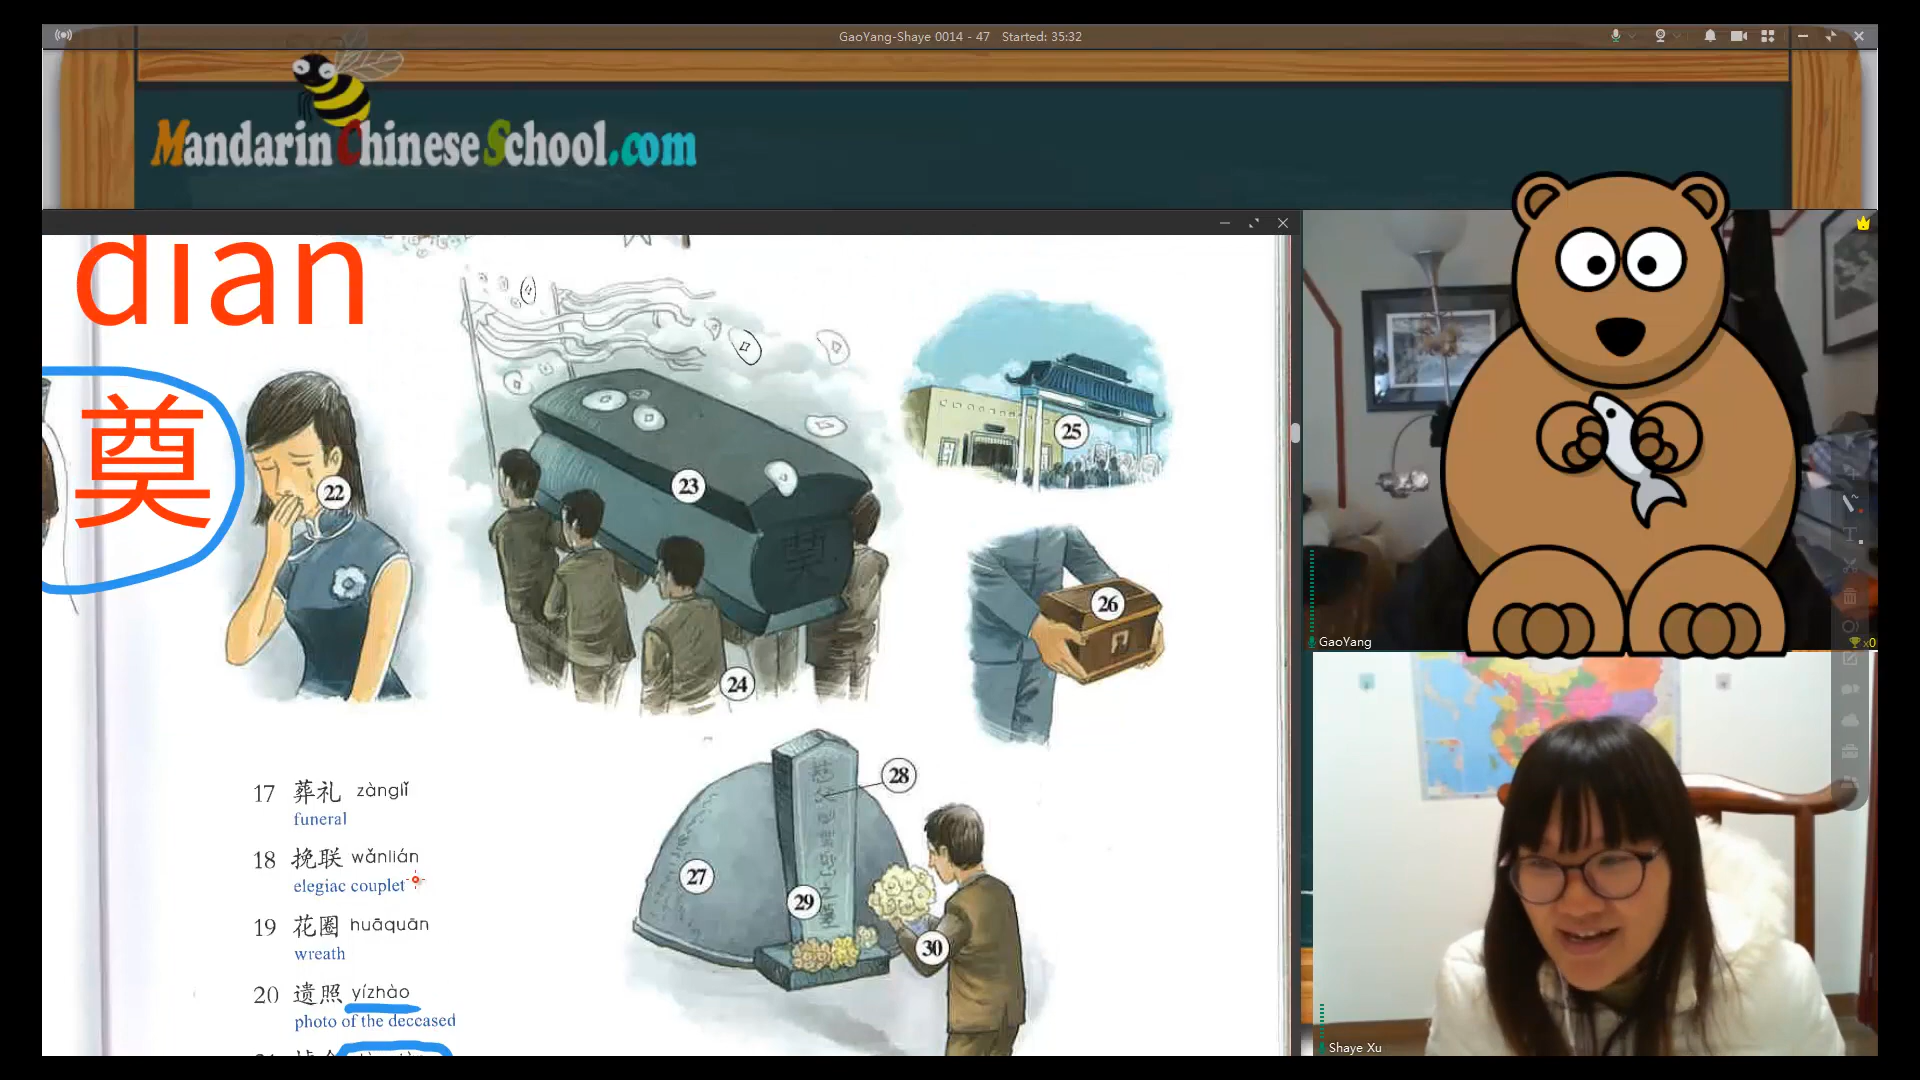 GaoYang-Shaye 0014 - 47 Started: 35:32
MandarinChineseSchool.com
dian
奠
22
23
24
25
26
奠
27
28
29
30
17 葬礼 zànglǐ
funeral
18 挽联 wǎnlián
elegiac couplet
19 花圈 huāquān
wreath
20 遗照 yízhào
photo of the deceased
GaoYang
x0
Shaye Xu